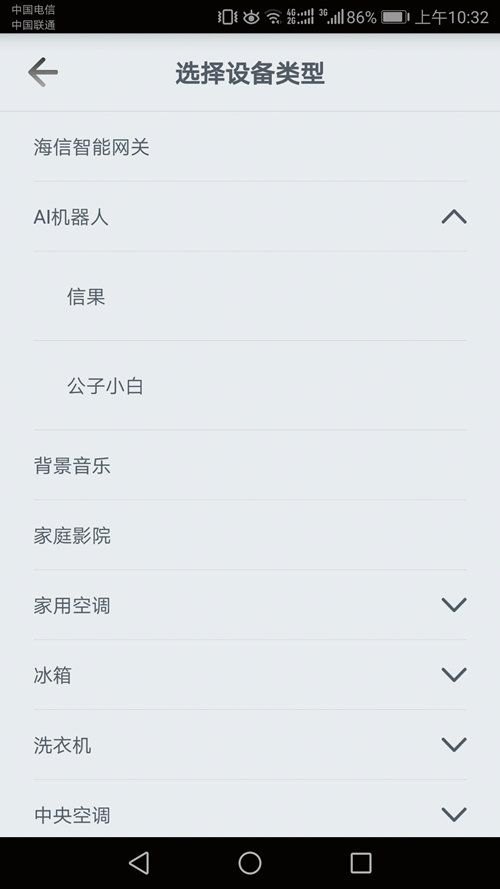 中国电信
中国联通
4G
2G
3G
86%
上午10:32
选择设备类型
海信智能网关
AI机器人
信果
公子小白
背景音乐
家庭影院
家用空调
冰箱
洗衣机
中央空调